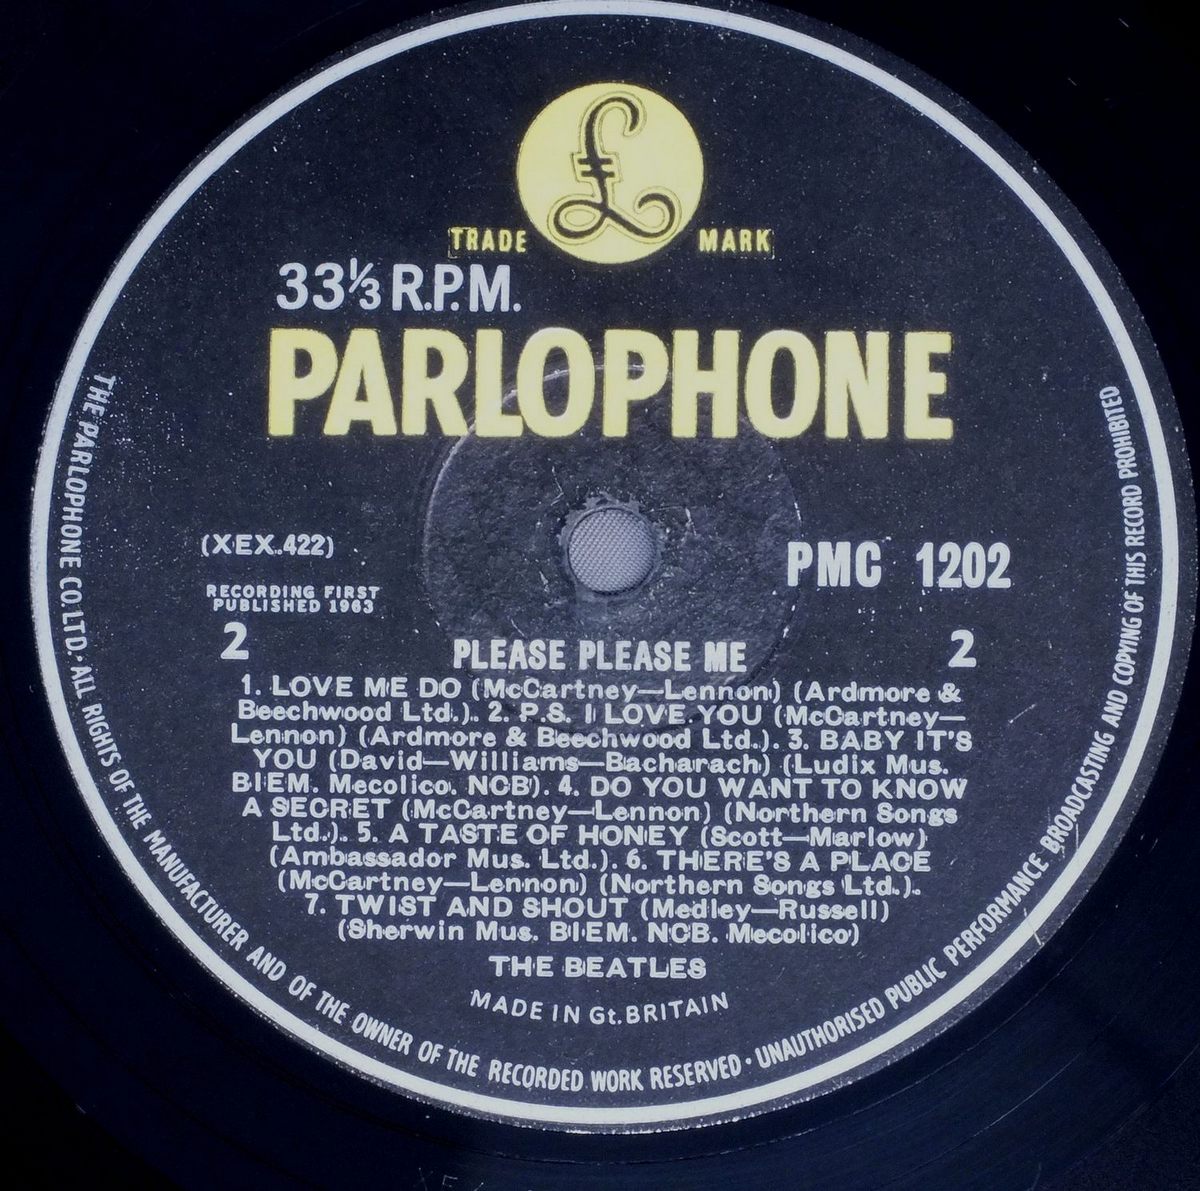 £
TRADE MARK
33⅓ R.P.M.
PARLOPHONE
(XEX.422)
PMC 1202
RECORDING FIRST
PUBLISHED 1963
2 2
PLEASE PLEASE ME
1. LOVE ME DO (McCartney—Lennon) (Ardmore &
Beechwood Ltd.). 2. P.S. I LOVE YOU (McCartney—
Lennon) (Ardmore & Beechwood Ltd.). 3. BABY IT'S
YOU (David—Williams—Bacharach) (Ludix Mus.
BIEM. Mecolico. NCB). 4. DO YOU WANT TO KNOW
A SECRET (McCartney—Lennon) (Northern Songs
Ltd.). 5. A TASTE OF HONEY (Scott—Marlow)
(Ambassador Mus. Ltd.). 6. THERE'S A PLACE
(McCartney—Lennon) (Northern Songs Ltd.).
7. TWIST AND SHOUT (Medley—Russell)
(Sherwin Mus. BIEM. NCB. Mecolico)
THE BEATLES
MADE IN Gt. BRITAIN
THE PARLOPHONE CO. LTD. · ALL RIGHTS OF THE MANUFACTURER AND OF THE OWNER OF THE RECORDED WORK RESERVED · UNAUTHORISED PUBLIC PERFORMANCE BROADCASTING AND COPYING OF THIS RECORD PROHIBITED